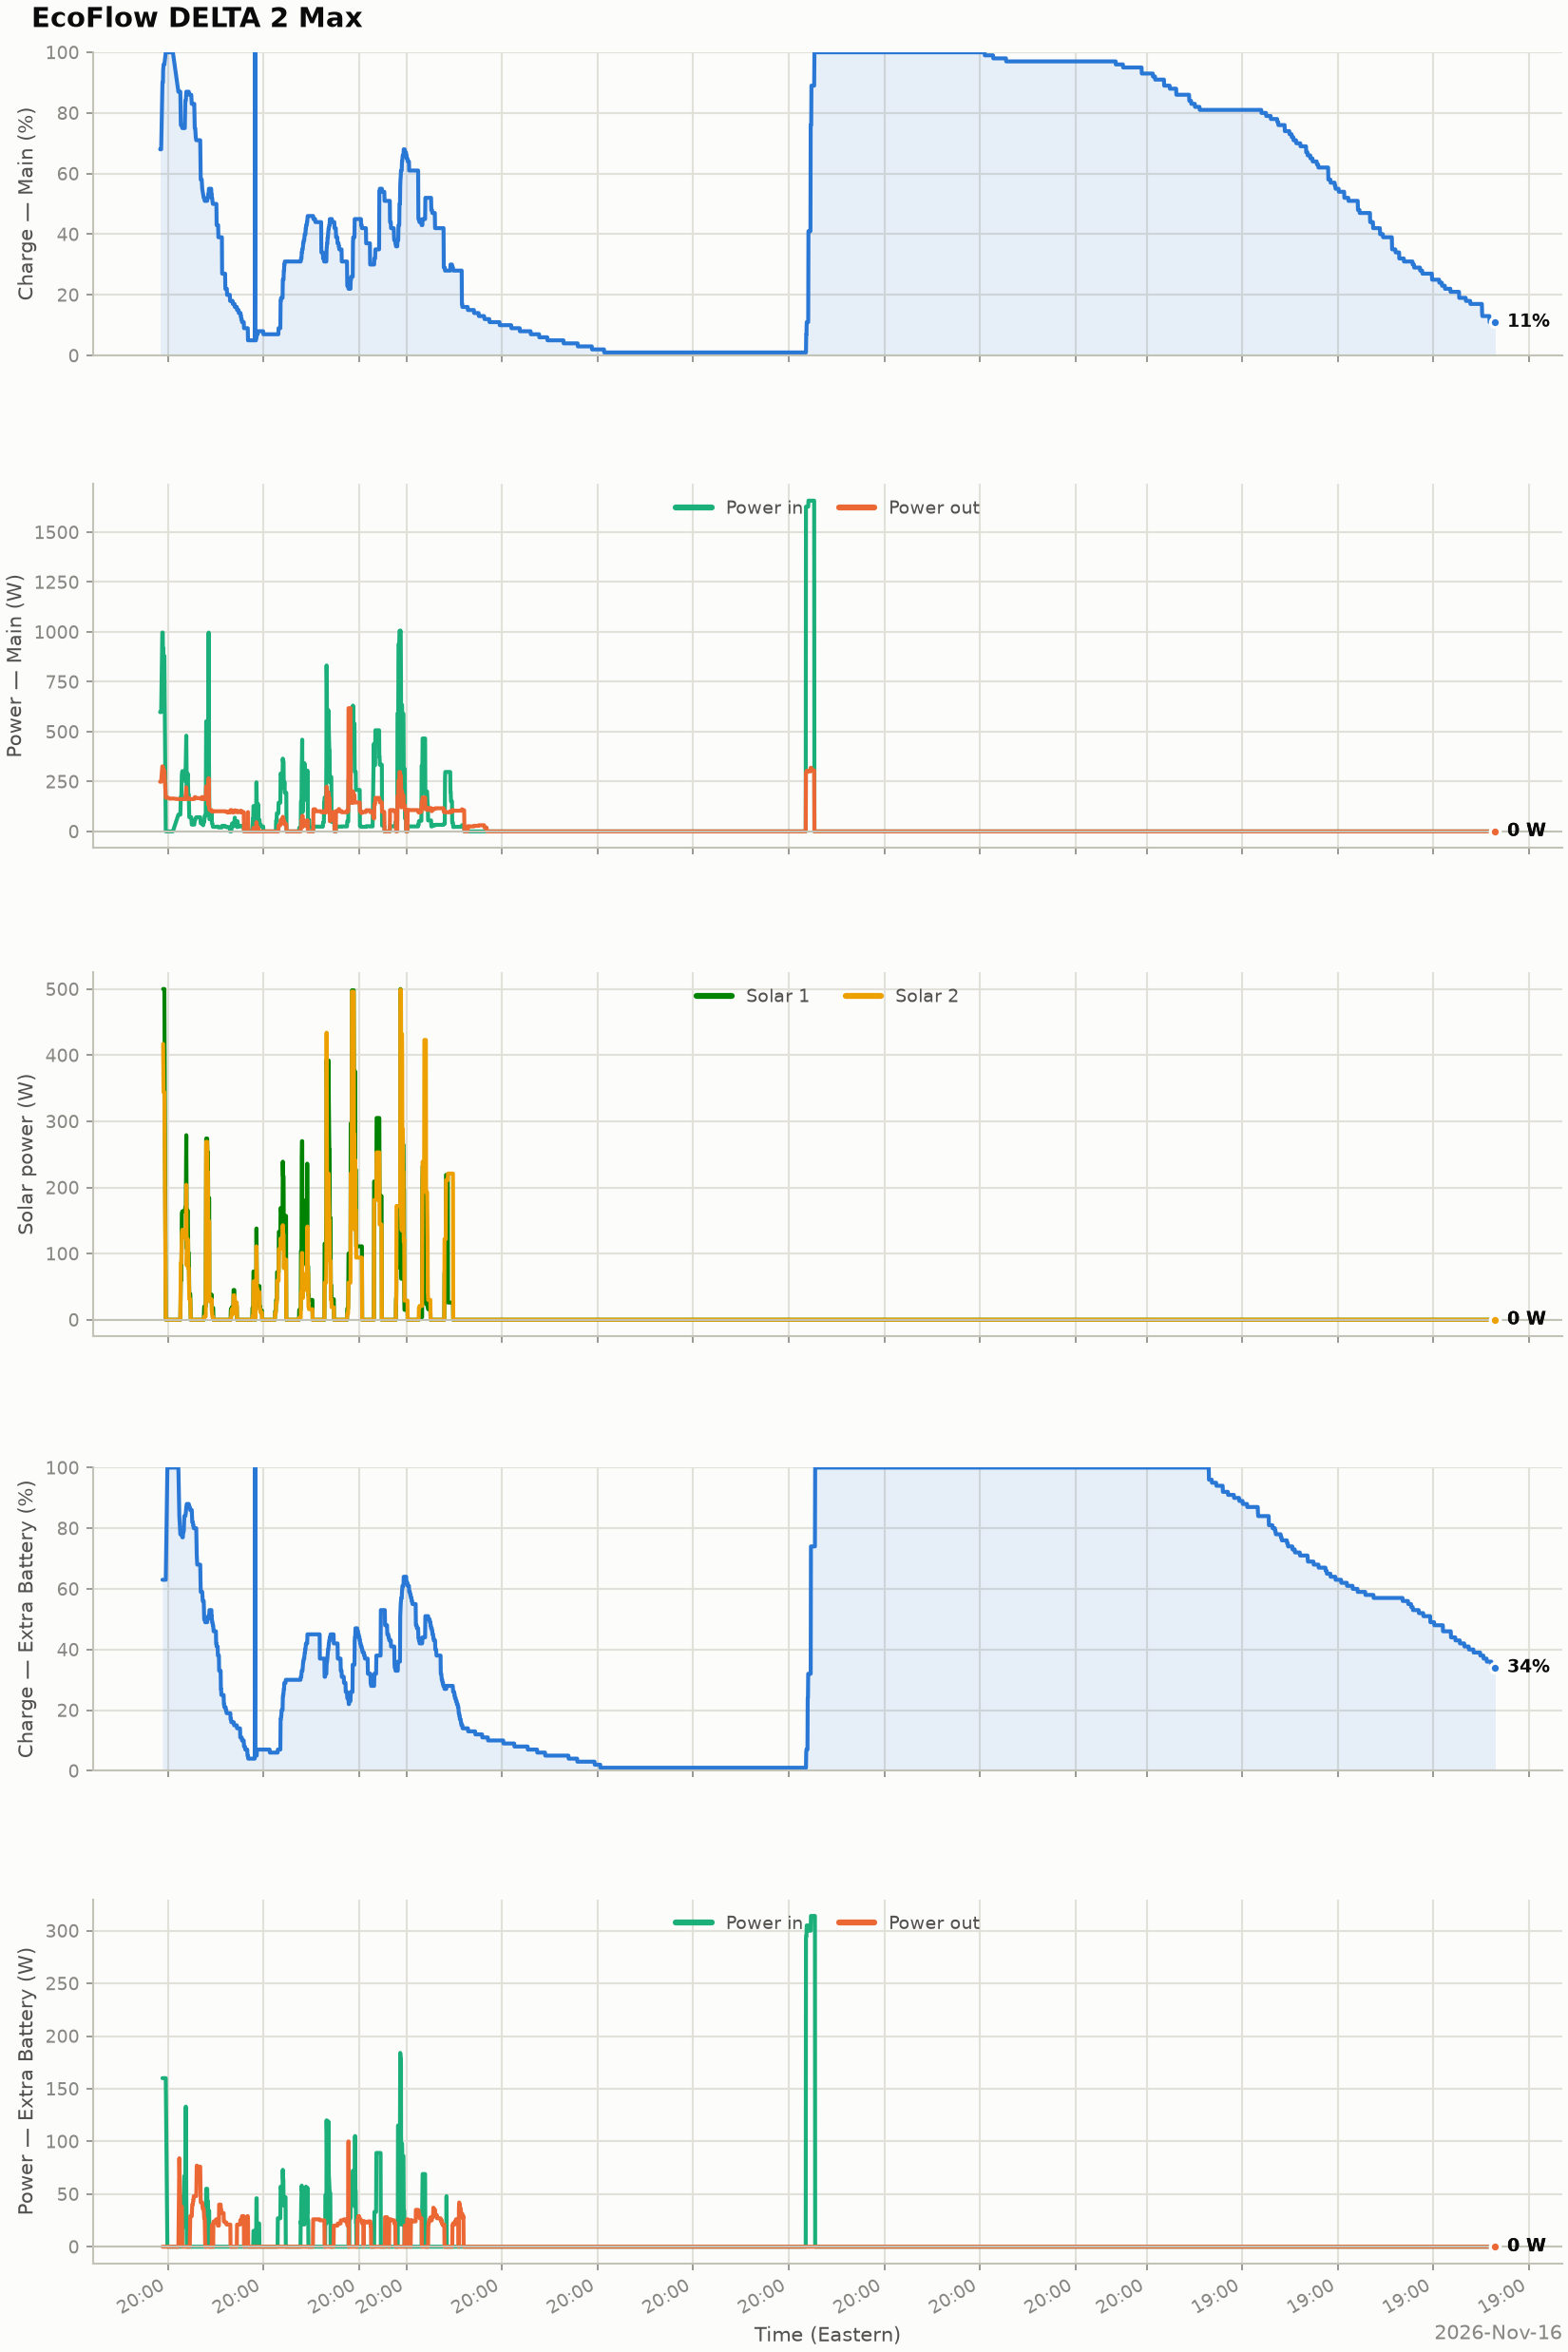 EcoFlow DELTA 2 Max
Charge — Main (%)
100
80
60
40
20
0
11%
Power — Main (W)
Power in
Power out
1500
1250
1000
750
500
250
0
0 W
Solar power (W)
Solar 1
Solar 2
500
400
300
200
100
0
0 W
Charge — Extra Battery (%)
100
80
60
40
20
0
34%
Power — Extra Battery (W)
Power in
Power out
300
250
200
150
100
50
0
0 W
20:00 20:00 20:00 20:00 20:00 20:00 20:00 20:00 20:00 20:00 20:00 20:00 19:00 19:00 19:00 19:00
Time (Eastern)
2026-Nov-16